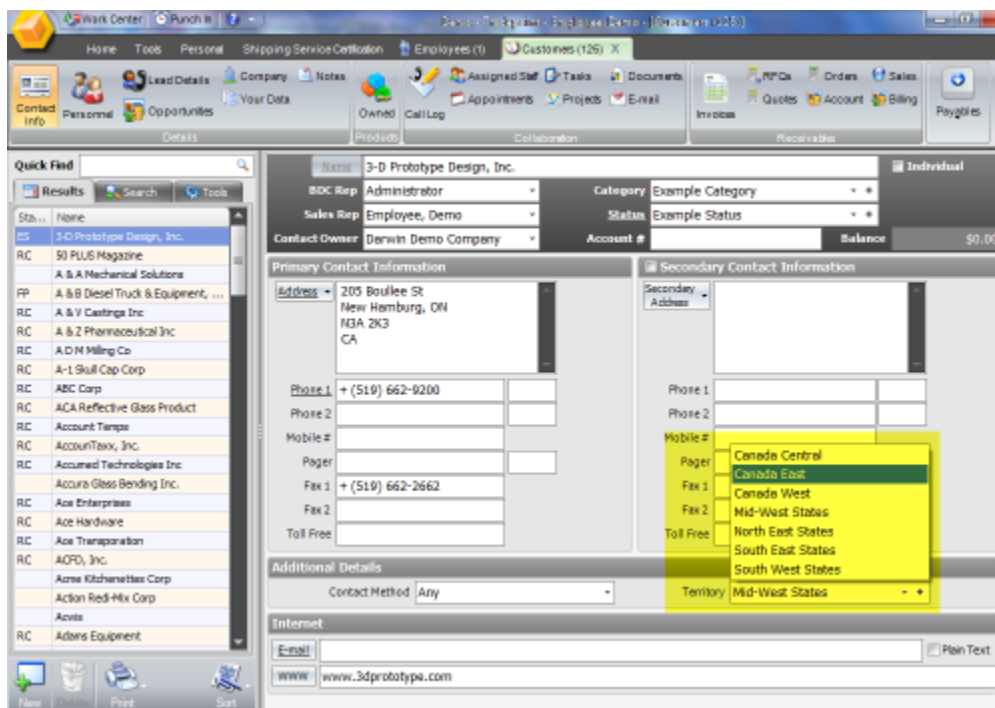 Work Center Punch In
Home Tools Personal Shipping Service Certification Employees (1) Customers (126) X
Contact Info
Personnel
Lead Details
Opportunities
Company
Notes
Your Data
Details
Owned
Products
Call Log
Assigned Staff
Tasks
Documents
Appointments
Projects
E-mail
Collaboration
Invoices
RFQs
Orders
Sales
Quotes
Account
Billing
Receivables
Payables
Quick Find
Results Search Tools
Sta... Name
ES 3-D Prototype Design, Inc.
RC 50 PLUS Magazine
A & A Mechanical Solutions
FP A & B Diesel Truck & Equipment, ...
RC A & V Castings Inc
RC A & Z Pharmaceutical Inc
RC A D M Milling Co
RC A-1 Skull Cap Corp
RC ABC Corp
RC ACA Reflective Glass Product
RC Account Temps
RC AccounTaxx, Inc.
RC Accumed Technologies Inc
Accura Glass Bending Inc.
RC Ace Enterprises
RC Ace Hardware
RC Ace Transporation
RC ACFD, Inc.
Acme Kitchenettes Corp
Action Redi-Mix Corp
Acvis
RC Adams Equipment
New Delete Print Sort
Name 3-D Prototype Design, Inc. Individual
BDC Rep Administrator Category Example Category
Sales Rep Employee, Demo Status Example Status
Contact Owner Darwin Demo Company Account # Balance $0.00
Primary Contact Information
Address 205 Boullee St
New Hamburg, ON
N3A 2K3
CA
Phone 1 + (519) 662-9200
Phone 2
Mobile #
Pager
Fax 1 + (519) 662-2662
Fax 2
Toll Free
Secondary Contact Information
Secondary Address
Phone 1
Phone 2
Mobile #
Pager
Fax 1
Fax 2
Toll Free
Canada Central
Canada East
Canada West
Mid-West States
North East States
South East States
South West States
Additional Details
Contact Method Any Territory Mid-West States
Internet
E-mail Plain Text
WWW www.3dprototype.com